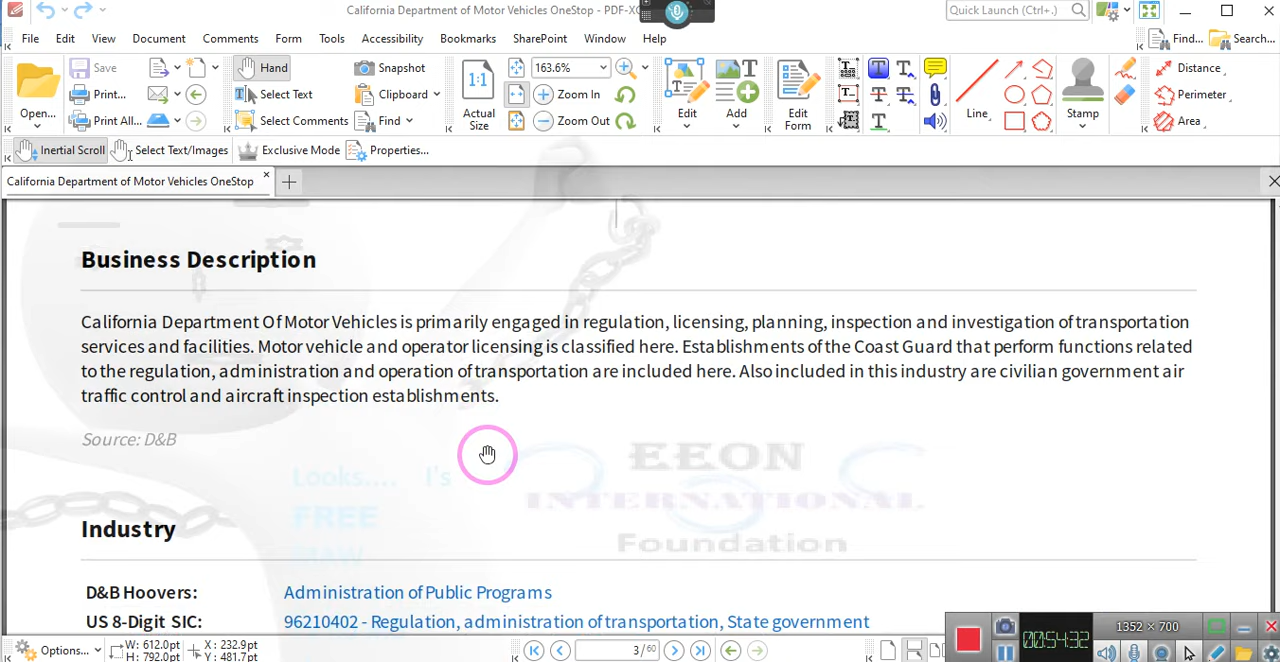 California Department of Motor Vehicles OneStop - PDF-XC
Quick Launch (Ctrl+.)
File Edit View Document Comments Form Tools Accessibility Bookmarks SharePoint Window Help
Find... Search...
Open...
Save
Print...
Print All...
Hand
Select Text
Select Comments
Snapshot
Clipboard
Find
1:1
Actual Size
163.6%
Zoom In
Zoom Out
Edit
Add
Edit Form
Line
Stamp
Distance
Perimeter
Area
Inertial Scroll Select Text/Images Exclusive Mode Properties...
California Department of Motor Vehicles OneStop
Business Description
California Department Of Motor Vehicles is primarily engaged in regulation, licensing, planning, inspection and investigation of transportation
services and facilities. Motor vehicle and operator licensing is classified here. Establishments of the Coast Guard that perform functions related
to the regulation, administration and operation of transportation are included here. Also included in this industry are civilian government air
traffic control and aircraft inspection establishments.
Source: D&B
Looks.... I's
FREE
EEON
INTERNATIONAL
Foundation
Industry
D&B Hoovers: Administration of Public Programs
US 8-Digit SIC: 96210402 - Regulation, administration of transportation, State government
Options...
W: 612.0pt
H: 792.0pt
X: 232.9pt
Y: 481.7pt
3 / 60
00:54:32
1352 × 700